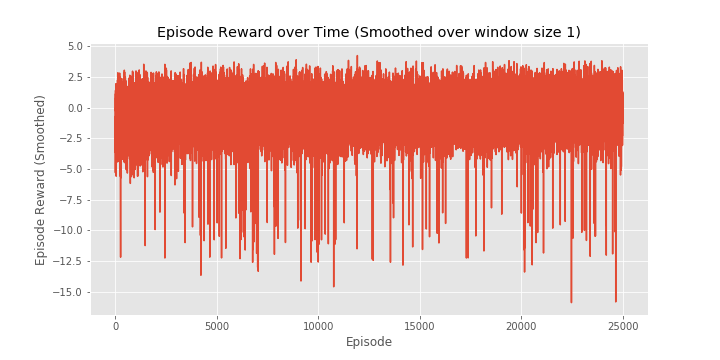 Episode Reward over Time (Smoothed over window size 1)
Episode Reward (Smoothed)
5.0
2.5
0.0
−2.5
−5.0
−7.5
−10.0
−12.5
−15.0
0 5000 10000 15000 20000 25000
Episode